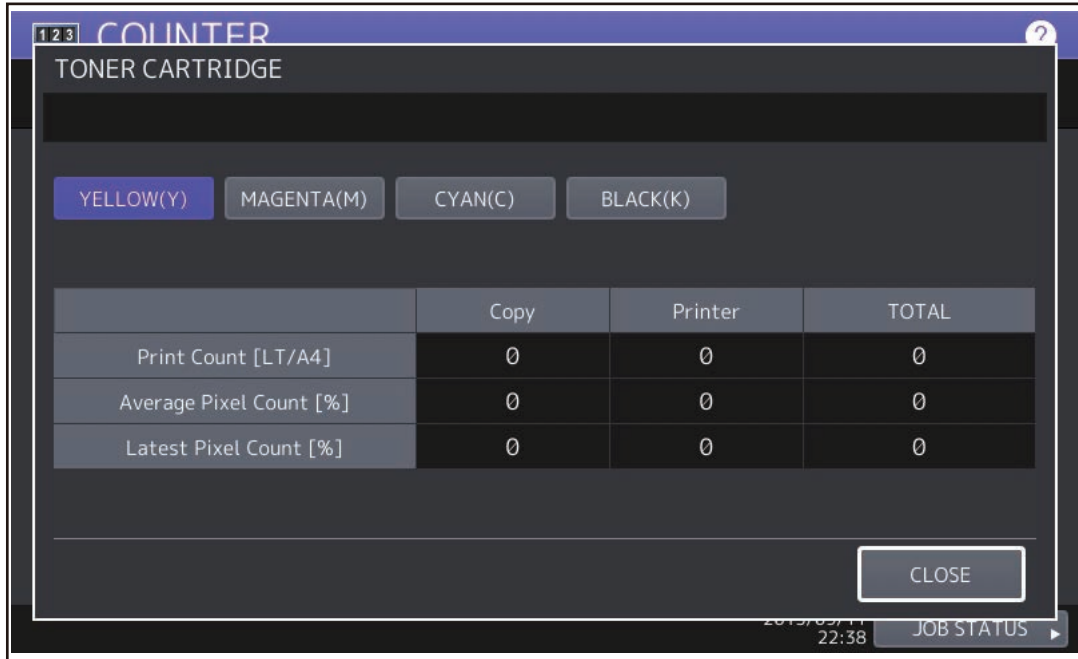 123 COUNTER ?
TONER CARTRIDGE
YELLOW(Y) MAGENTA(M) CYAN(C) BLACK(K)
Copy Printer TOTAL
Print Count [LT/A4] 0 0 0
Average Pixel Count [%] 0 0 0
Latest Pixel Count [%] 0 0 0
CLOSE
22:38 JOB STATUS